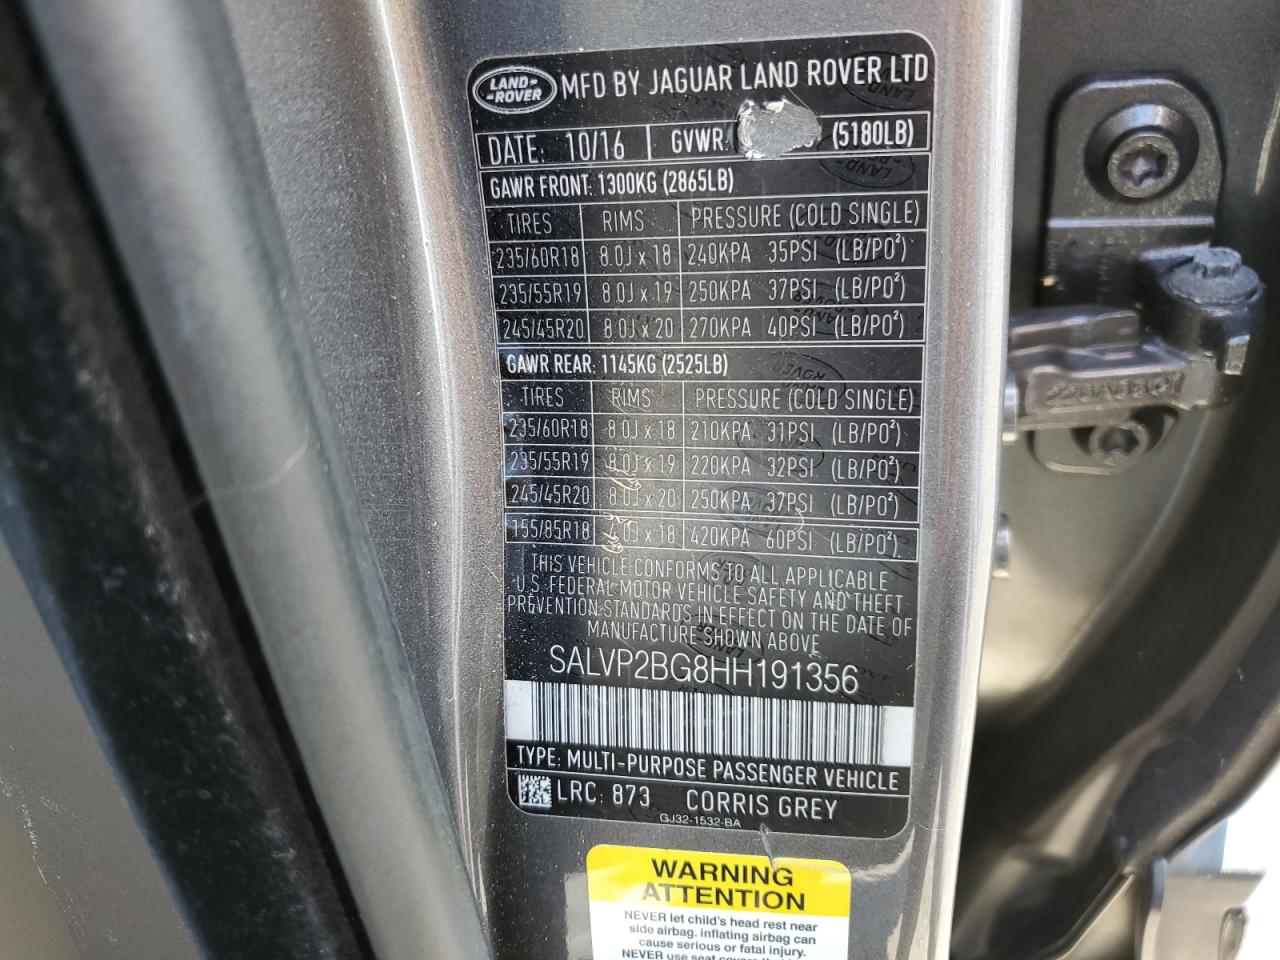 LAND-
-ROVER
MFD BY JAGUAR LAND ROVER LTD
DATE: 10/16 GVWR: (5180LB)
GAWR FRONT: 1300KG (2865LB)
TIRES RIMS PRESSURE (COLD SINGLE)
235/60R18 8.0J x 18 240KPA 35PSI (LB/PO²)
235/55R19 8.0J x 19 250KPA 37PSI (LB/PO²)
245/45R20 8.0J x 20 270KPA 40PSI (LB/PO²)
GAWR REAR: 1145KG (2525LB)
TIRES RIMS PRESSURE (COLD SINGLE)
235/60R18 8.0J x 18 210KPA 31PSI (LB/PO²)
235/55R19 8.0J x 19 220KPA 32PSI (LB/PO²)
245/45R20 8.0J x 20 250KPA 37PSI (LB/PO²)
155/85R18 4.0J x 18 420KPA 60PSI (LB/PO²)
THIS VEHICLE CONFORMS TO ALL APPLICABLE
U.S. FEDERAL MOTOR VEHICLE SAFETY AND THEFT
PREVENTION STANDARDS IN EFFECT ON THE DATE OF
MANUFACTURE SHOWN ABOVE
SALVP2BG8HH191356
TYPE: MULTI-PURPOSE PASSENGER VEHICLE
LRC: 873 CORRIS GREY
GJ32-1532-BA
WARNING
ATTENTION
NEVER let child's head rest near
side airbag. inflating airbag can
cause serious or fatal injury.
NEVER use seat covers